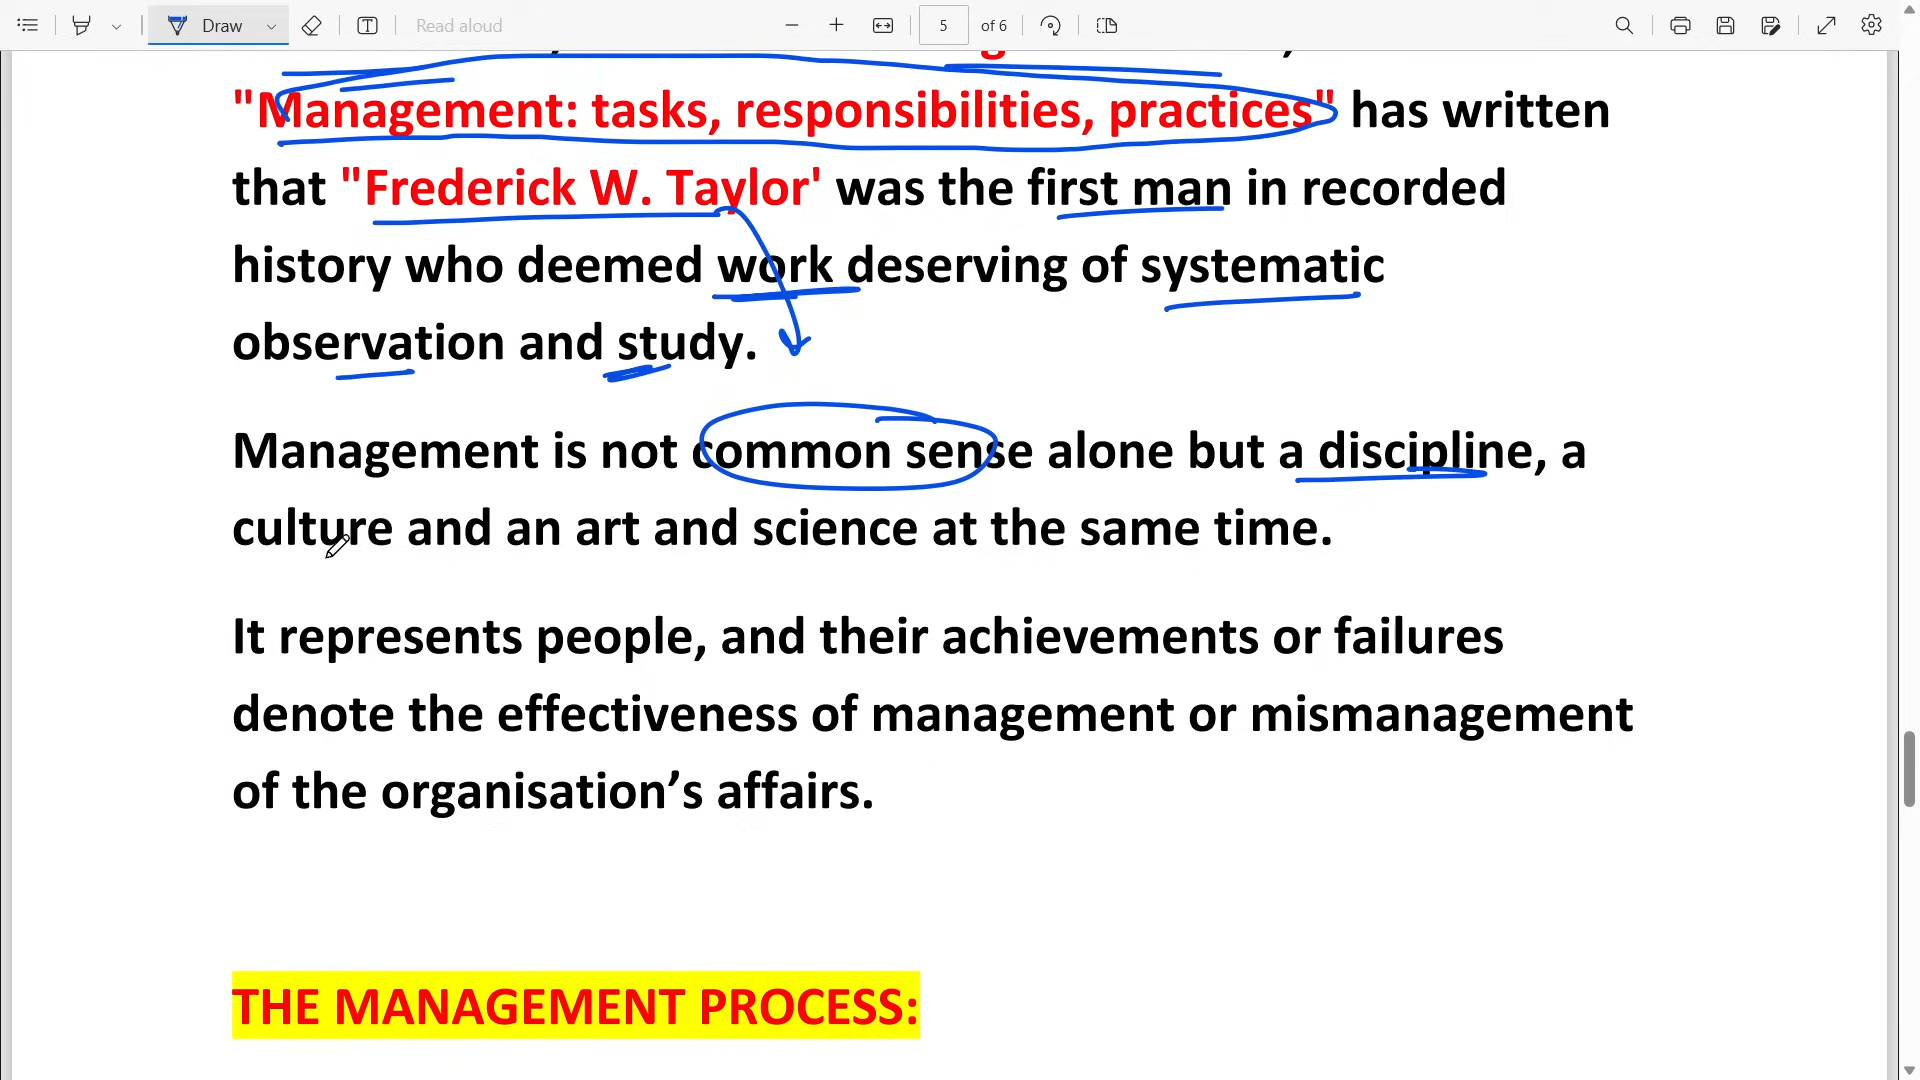 Draw
Read aloud
5
of 6
"Management: tasks, responsibilities, practices" has written
that "Frederick W. Taylor' was the first man in recorded
history who deemed work deserving of systematic
observation and study.
Management is not common sense alone but a discipline, a
culture and an art and science at the same time.
It represents people, and their achievements or failures
denote the effectiveness of management or mismanagement
of the organisation’s affairs.
THE MANAGEMENT PROCESS: